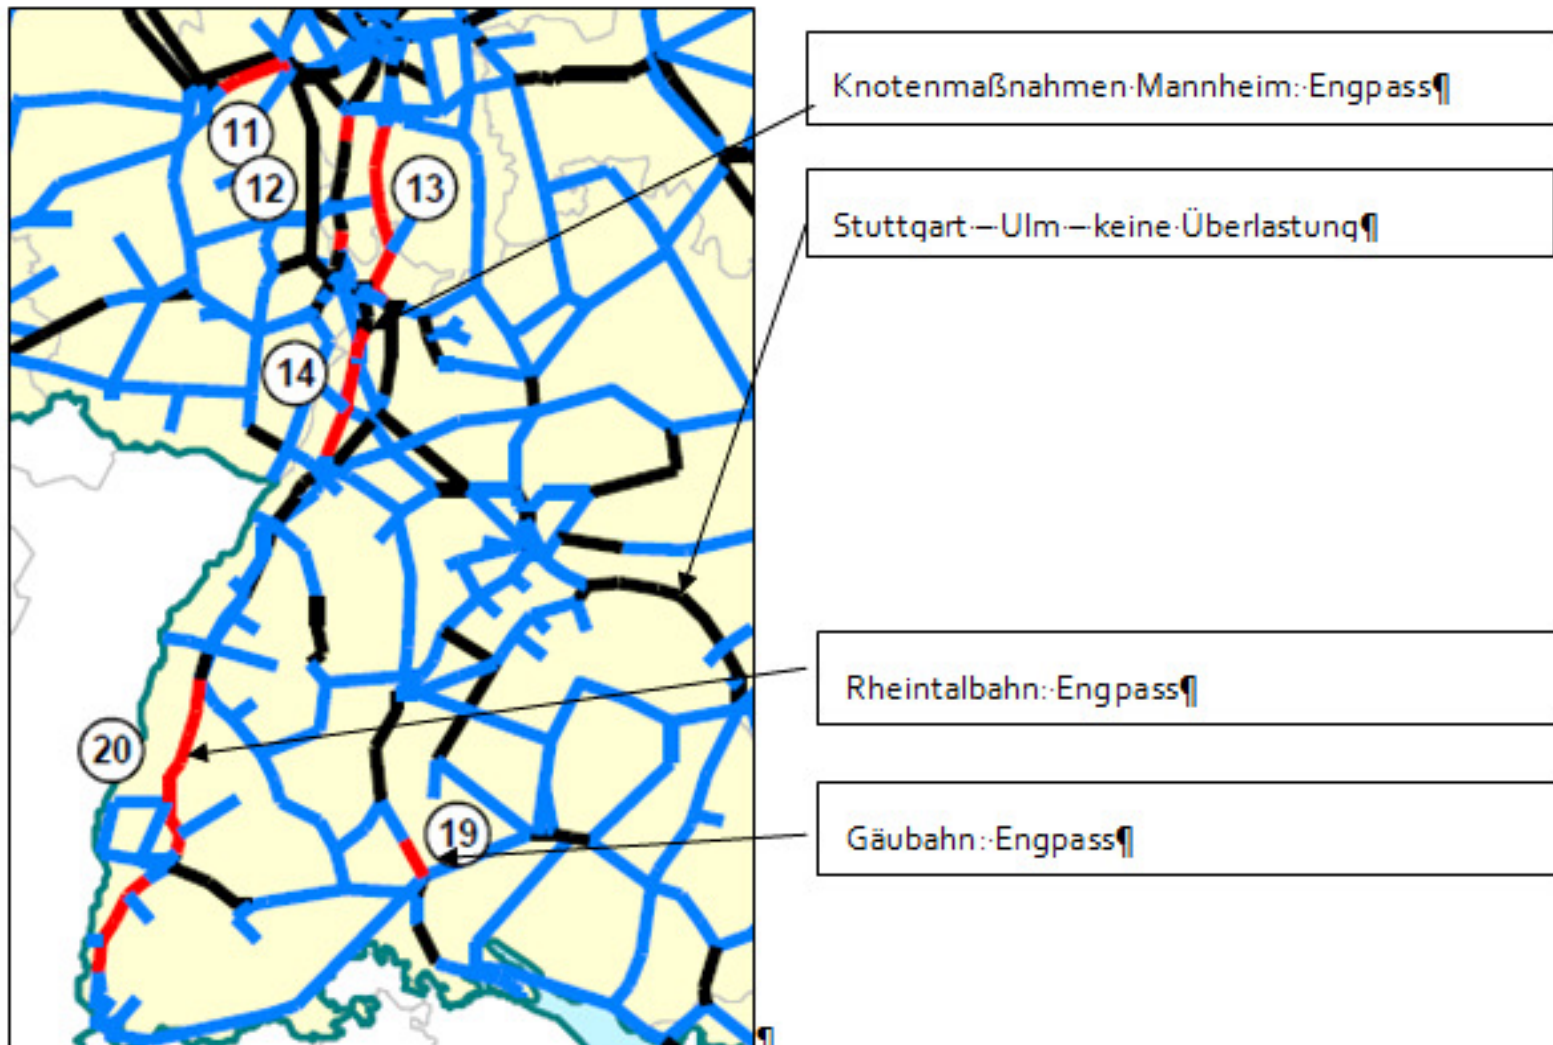 Knotenmaßnahmen·Mannheim:·Engpass¶
Stuttgart·–·Ulm·–·keine·Überlastung¶
Rheintalbahn:·Engpass¶
Gäubahn:·Engpass¶
11
12
13
14
20
19
¶